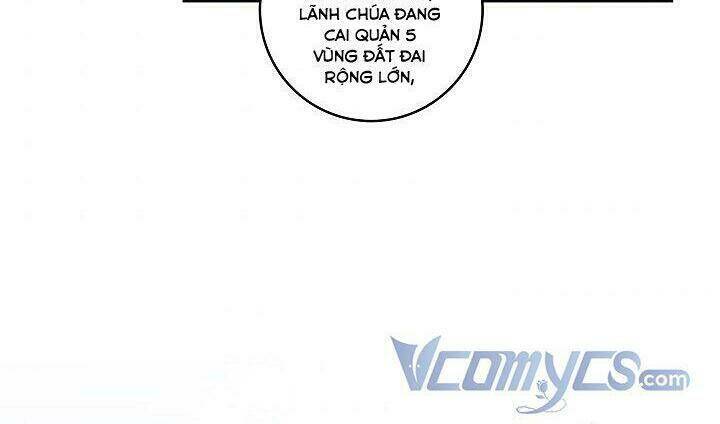 LÃNH CHÚA ĐANG
CAI QUẢN 5
VÙNG ĐẤT ĐAI
RỘNG LỚN,
VCOMYCS.com